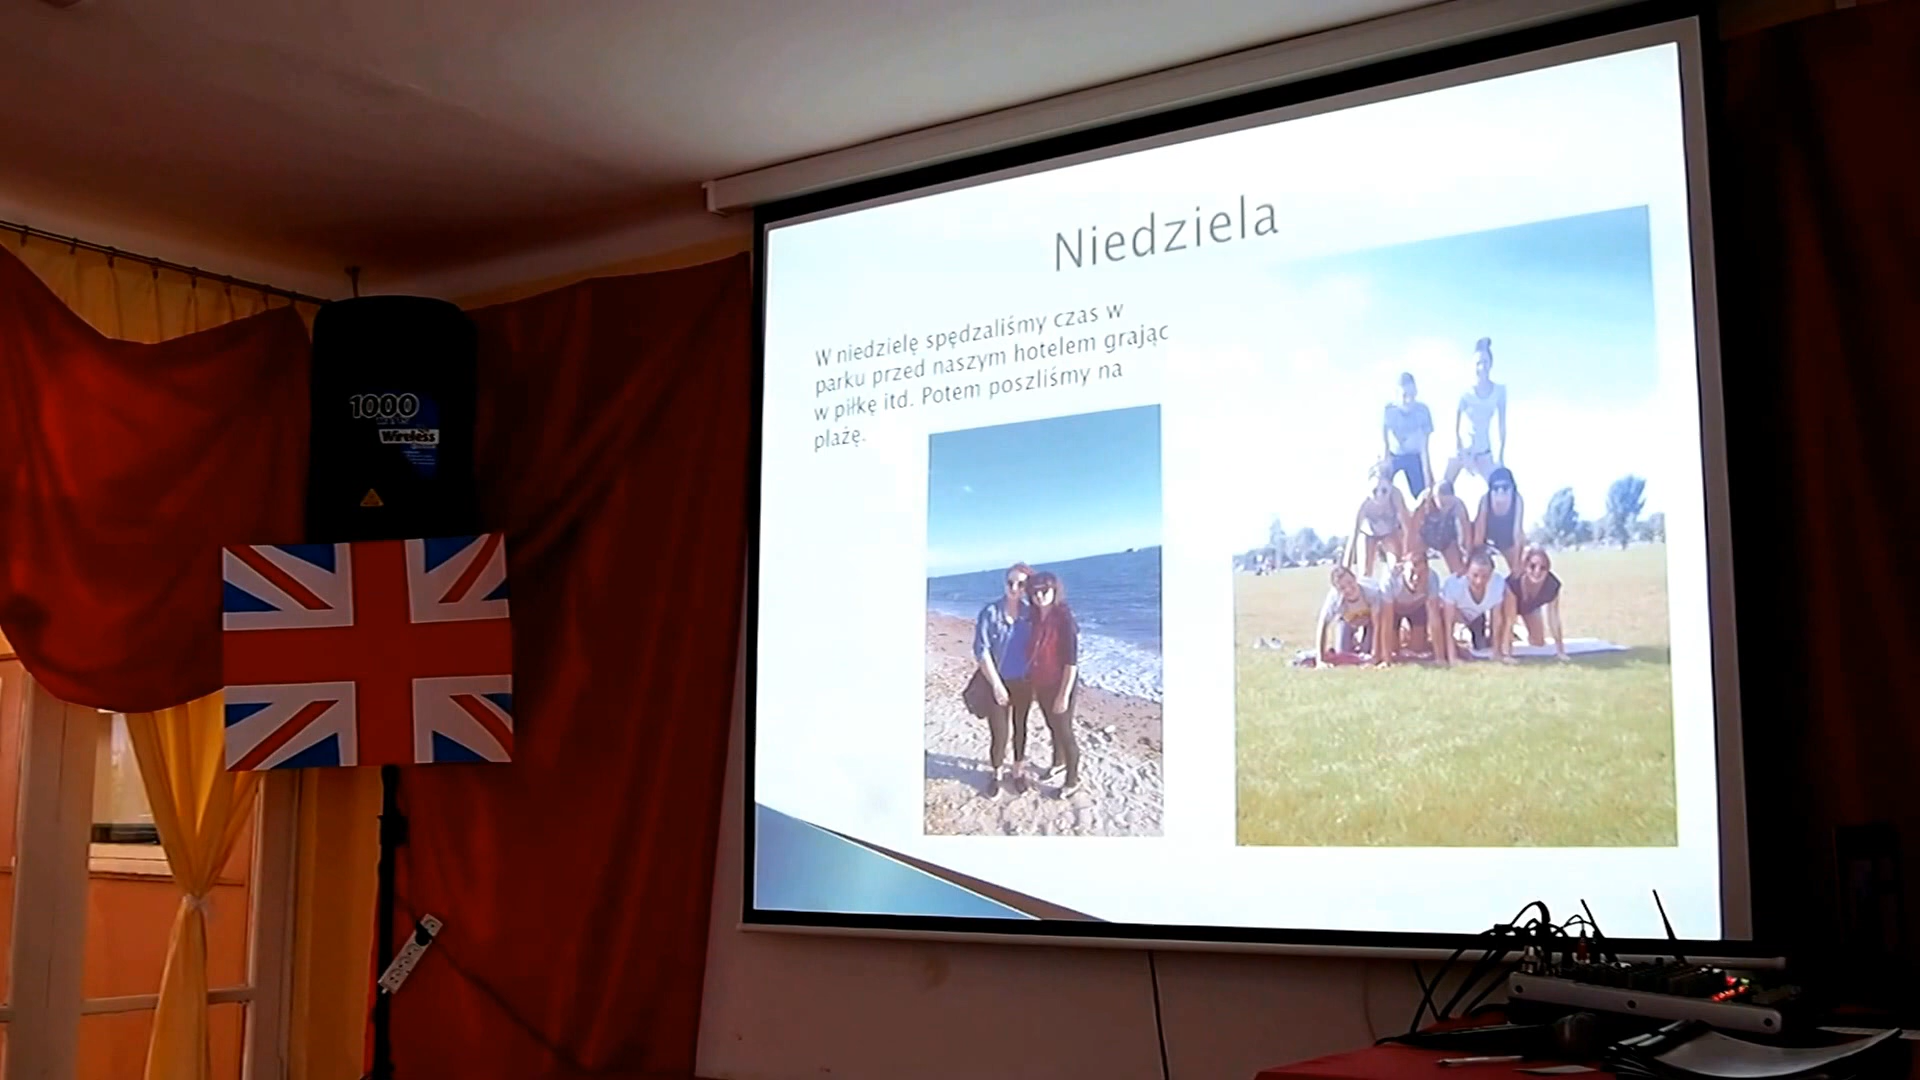 Niedziela
W niedzielę spędzaliśmy czas w
parku przed naszym hotelem grając
w piłkę itd. Potem poszliśmy na
plażę.
1000
Wireless